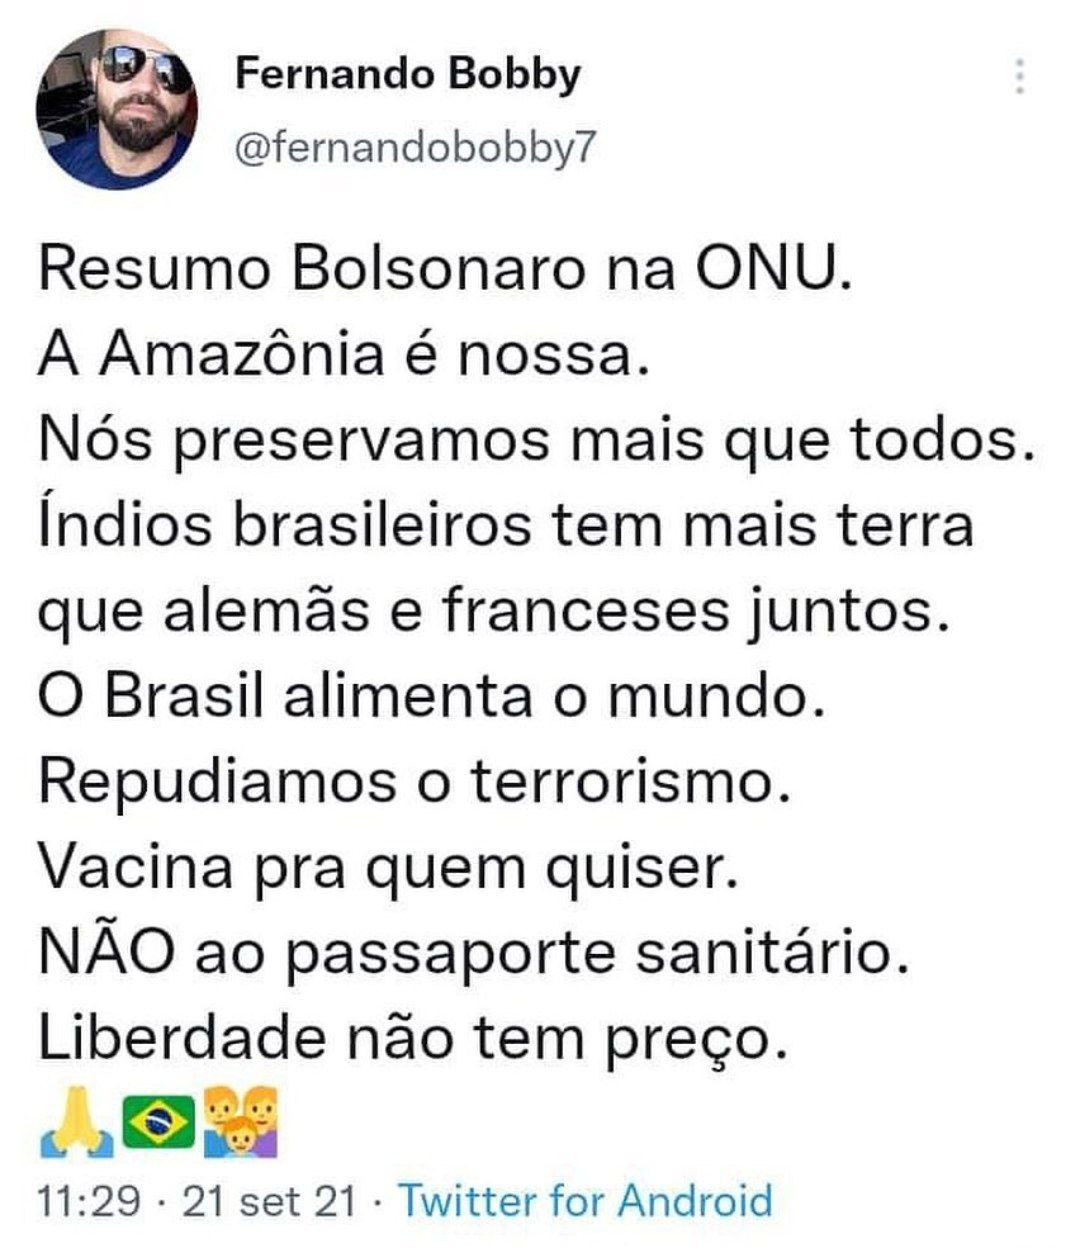 Fernando Bobby
@fernandobobby7
Resumo Bolsonaro na ONU.
A Amazônia é nossa.
Nós preservamos mais que todos.
Índios brasileiros tem mais terra
que alemãs e franceses juntos.
O Brasil alimenta o mundo.
Repudiamos o terrorismo.
Vacina pra quem quiser.
NÃO ao passaporte sanitário.
Liberdade não tem preço.
🙏🇧🇷👨‍👩‍👦
11:29 · 21 set 21 · Twitter for Android